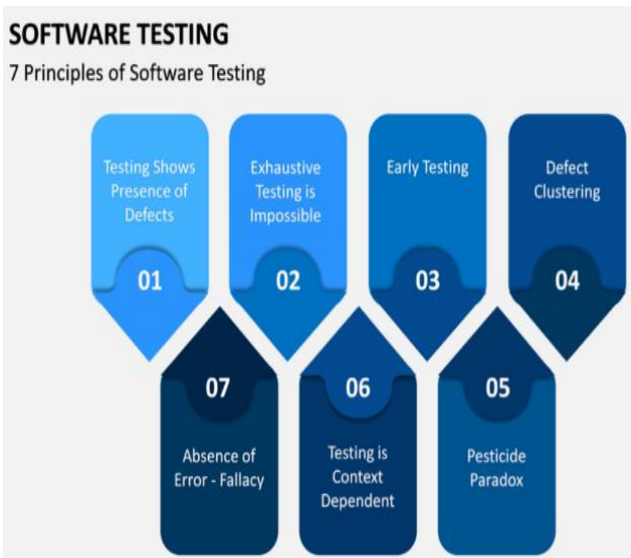 SOFTWARE TESTING
7 Principles of Software Testing
Testing Shows
Presence of
Defects
01
Exhaustive
Testing is
Impossible
02
Early Testing
03
Defect
Clustering
04
07
Absence of
Error - Fallacy
06
Testing is
Context
Dependent
05
Pesticide
Paradox